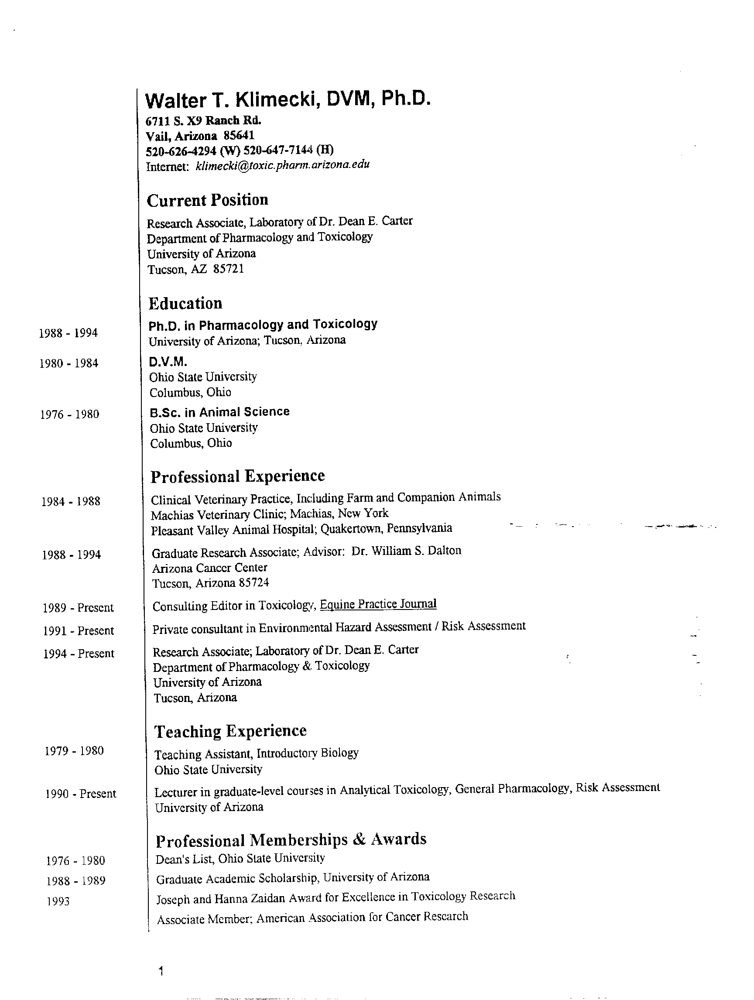 Walter T. Klimecki, DVM, Ph.D.
6711 S. X9 Ranch Rd.
Vail, Arizona 85641
520-626-4294 (W) 520-647-7144 (H)
Internet: klimecki@toxic.pharm.arizona.edu
Current Position
Research Associate, Laboratory of Dr. Dean E. Carter
Department of Pharmacology and Toxicology
University of Arizona
Tucson, AZ 85721
Education
1988 - 1994 Ph.D. in Pharmacology and Toxicology
University of Arizona; Tucson, Arizona
1980 - 1984 D.V.M.
Ohio State University
Columbus, Ohio
1976 - 1980 B.Sc. in Animal Science
Ohio State University
Columbus, Ohio
Professional Experience
1984 - 1988 Clinical Veterinary Practice, Including Farm and Companion Animals
Machias Veterinary Clinic; Machias, New York
Pleasant Valley Animal Hospital; Quakertown, Pennsylvania
1988 - 1994 Graduate Research Associate; Advisor: Dr. William S. Dalton
Arizona Cancer Center
Tucson, Arizona 85724
1989 - Present Consulting Editor in Toxicology, Equine Practice Journal
1991 - Present Private consultant in Environmental Hazard Assessment / Risk Assessment
1994 - Present Research Associate; Laboratory of Dr. Dean E. Carter
Department of Pharmacology & Toxicology
University of Arizona
Tucson, Arizona
Teaching Experience
1979 - 1980 Teaching Assistant, Introductory Biology
Ohio State University
1990 - Present Lecturer in graduate-level courses in Analytical Toxicology, General Pharmacology, Risk Assessment
University of Arizona
Professional Memberships & Awards
1976 - 1980 Dean's List, Ohio State University
1988 - 1989 Graduate Academic Scholarship, University of Arizona
1993 Joseph and Hanna Zaidan Award for Excellence in Toxicology Research
Associate Member; American Association for Cancer Research
1